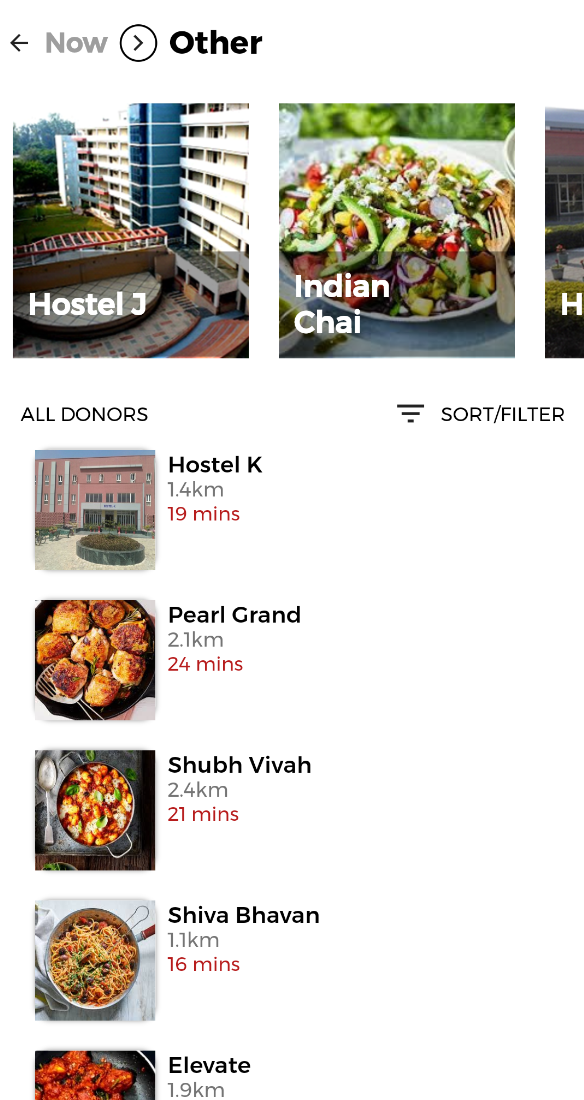 Now Other
Hostel J
Indian
Chai
H
ALL DONORS
SORT/FILTER
Hostel K
1.4km
19 mins
Pearl Grand
2.1km
24 mins
Shubh Vivah
2.4km
21 mins
Shiva Bhavan
1.1km
16 mins
Elevate
1.9km